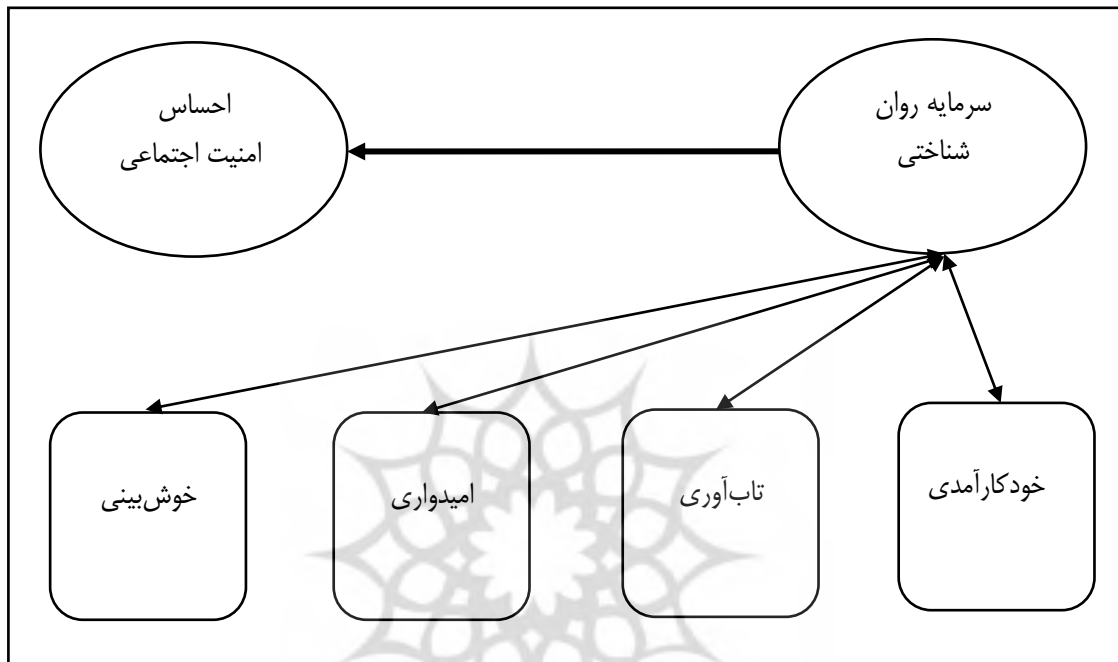 سرمایه روان
شناختی
احساس
امنیت اجتماعی
خودکارآمدی
تاب‌آوری
امیدواری
خوش‌بینی